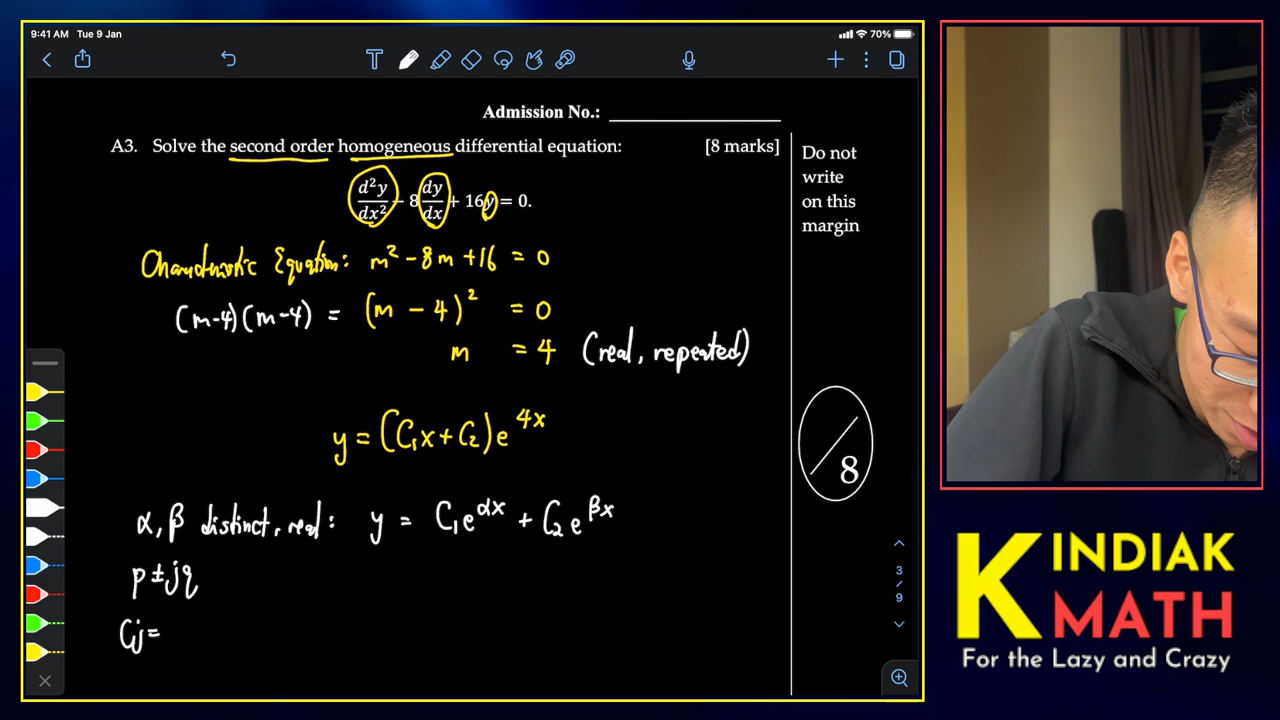 9:41 AM Tue 9 Jan
70%
Admission No.: ____________________
A3. Solve the second order homogeneous differential equation: [8 marks]
d²y/dx² − 8 dy/dx + 16y = 0.
Do not
write
on this
margin
Characteristic Equation: m² - 8m + 16 = 0
(m-4)(m-4) = (m - 4)² = 0
m = 4 (real, repeated)
y = (C₁x + C₂) e^4x
α, β distinct, real: y = C₁e^αx + C₂e^βx
p ± jq
(j=
8
3
/
9
KINDIAK
MATH
For the Lazy and Crazy